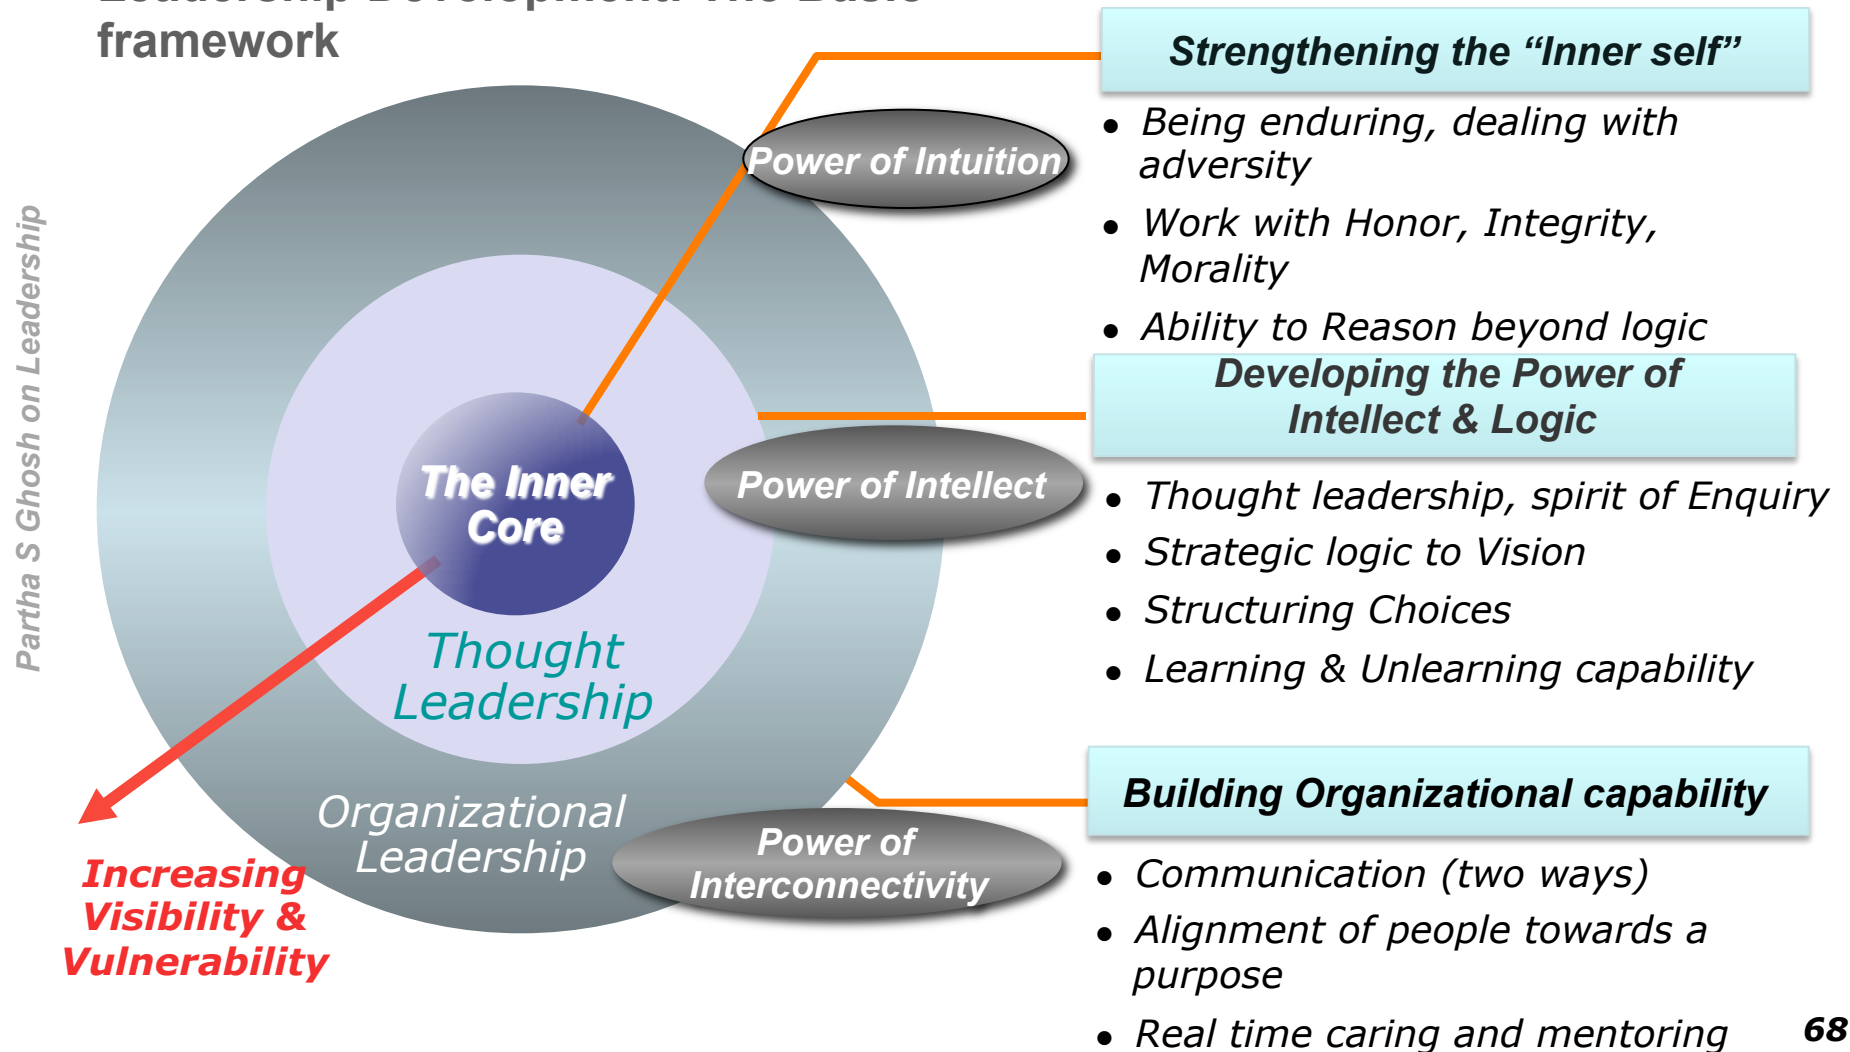 Leadership Development: The Basic
framework
Partha S Ghosh on Leadership
The Inner
Core
Thought
Leadership
Organizational
Leadership
Increasing
Visibility &
Vulnerability
Power of Intuition
Power of Intellect
Power of
Interconnectivity
Strengthening the “Inner self”
● Being enduring, dealing with
adversity
● Work with Honor, Integrity,
Morality
● Ability to Reason beyond logic
Developing the Power of
Intellect & Logic
● Thought leadership, spirit of Enquiry
● Strategic logic to Vision
● Structuring Choices
● Learning & Unlearning capability
Building Organizational capability
● Communication (two ways)
● Alignment of people towards a
purpose
● Real time caring and mentoring
68